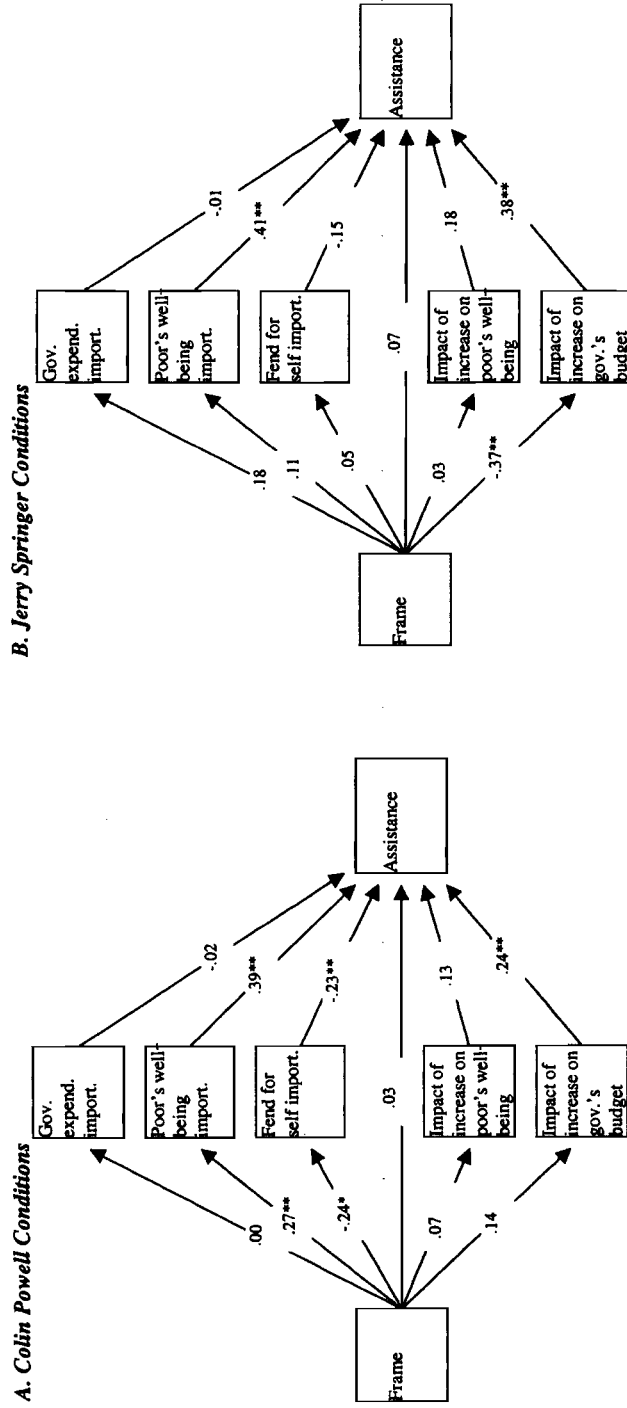 A. Colin Powell Conditions
Frame
.00
.27**
-.24*
.03
.07
.14
Gov.
expend.
import.
Poor's well-
being
import.
Fend for
self import.
Impact of
increase on
poor's well-
being
Impact of
increase on
gov.'s
budget
-.02
.39**
-.23**
.13
.24**
Assistance
B. Jerry Springer Conditions
Frame
.18
.11
.05
.07
.03
-.37**
Gov.
expend.
import.
Poor's well-
being
import.
Fend for
self import.
Impact of
increase on
poor's well-
being
Impact of
increase on
gov.'s
budget
-.01
.41**
-.15
.18
.38**
Assistance